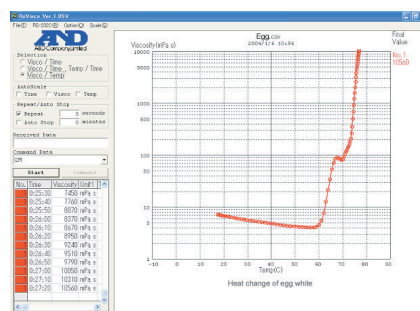 RsVisco Ver.1.05V
File(F) RS-232C(R) Option(O) Scale(S)
AND
A&D Company,Limited
Selection
Visco / Time
Visco / Time , Temp / Time
Visco / Temp
AutoScale
Time Visco Temp
Repeat/Auto Stop
Repeat 5 seconds
Auto Stop 0 minutes
Received Data
Command Data
QM
Start Command
No. Time Viscosity Unit1
0:25:30 7450 mPa s
0:25:40 7760 mPa s
0:25:50 8070 mPa s
0:26:00 8370 mPa s
0:26:10 8670 mPa s
0:26:20 8950 mPa s
0:26:30 9240 mPa s
0:26:40 9510 mPa s
0:26:50 9790 mPa s
0:27:00 10050 mPa s
0:27:10 10310 mPa s
0:27:20 10560 mPa s
Egg.csv
Viscosity(mPa s) 2004/1/6 10:56
10000
5000
1000
500
100
50
10
5
1
-10 0 10 20 30 40 50 60 70 80 90
Temp(C)
Heat change of egg white
Final
Value
No.1
10560